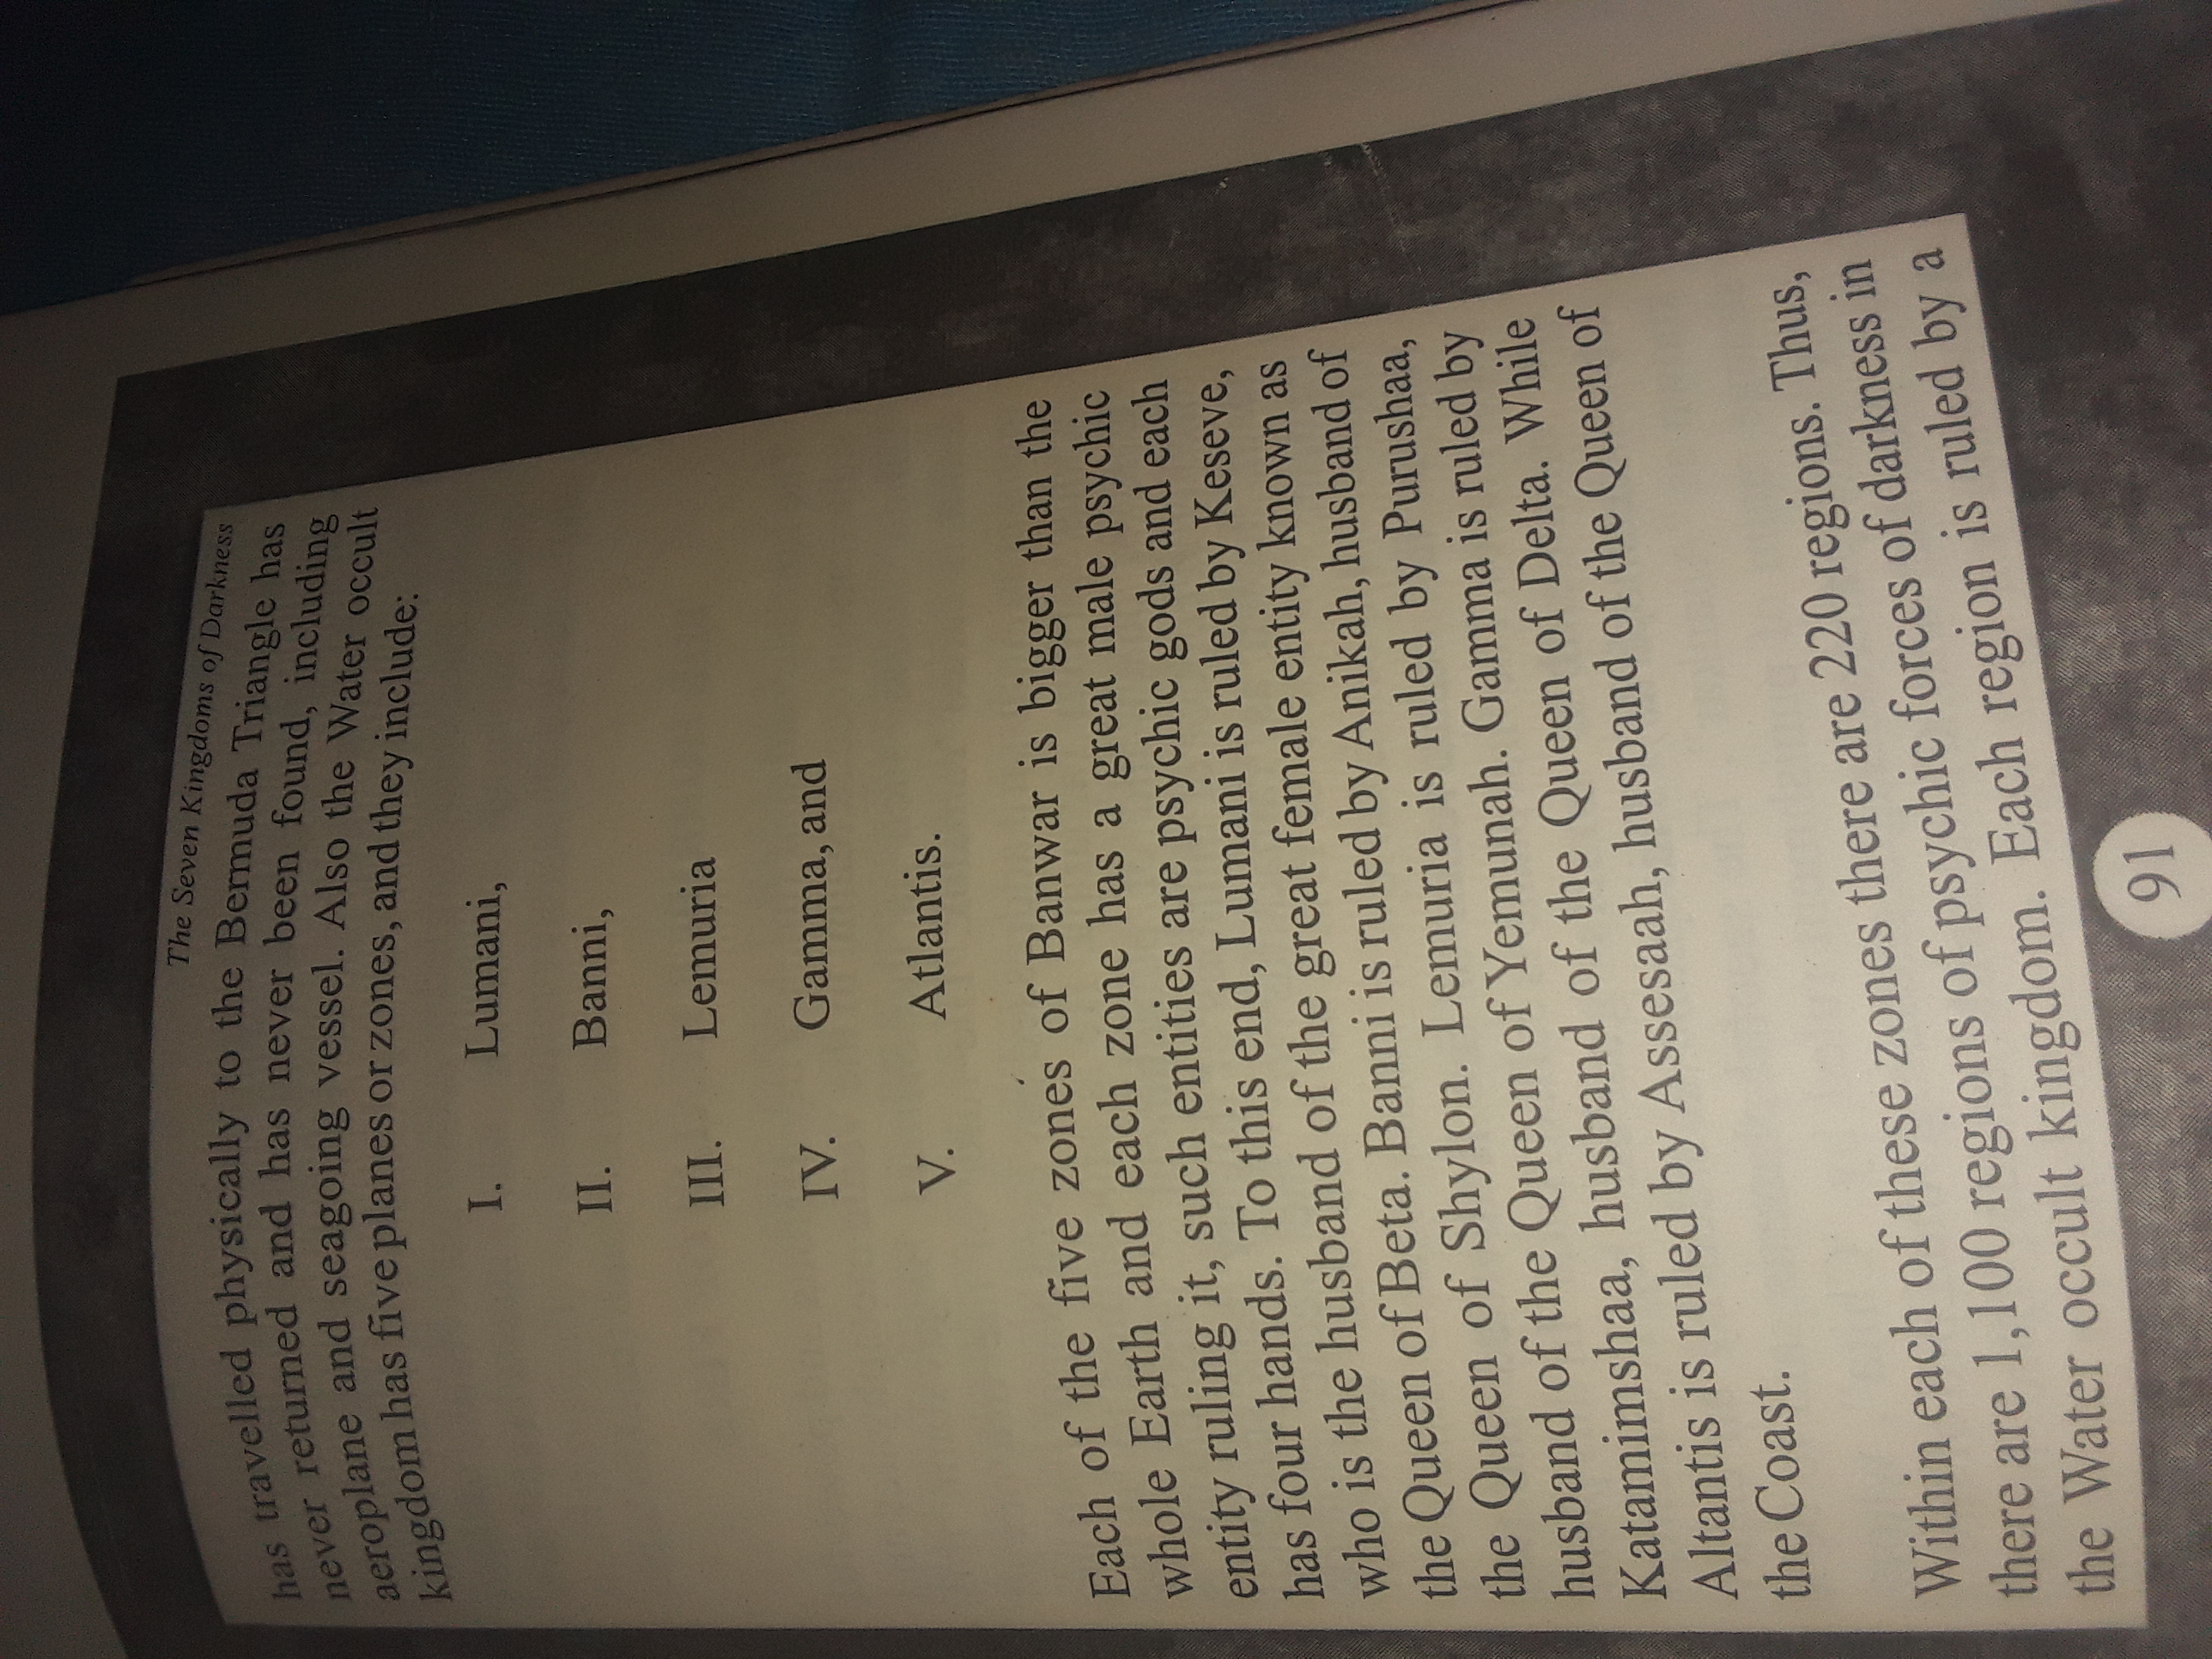 The Seven Kingdoms of Darkness
has travelled physically to the Bermuda Triangle has
never returned and has never been found, including
aeroplane and seagoing vessel. Also the Water occult
kingdom has five planes or zones, and they include:
I. Lumani,
II. Banni,
III. Lemuria
IV. Gamma, and
V. Atlantis.
Each of the five zones of Banwar is bigger than the
whole Earth and each zone has a great male psychic
entity ruling it, such entities are psychic gods and each
has four hands. To this end, Lumani is ruled by Keseve,
who is the husband of the great female entity known as
the Queen of Beta. Banni is ruled by Anikah, husband of
the Queen of Shylon. Lemuria is ruled by Purushaa,
husband of the Queen of Yemunah. Gamma is ruled by
Katamimshaa, husband of the Queen of Delta. While
Altantis is ruled by Assesaah, husband of the Queen of
the Coast.
Within each of these zones there are 220 regions. Thus,
there are 1,100 regions of psychic forces of darkness in
the Water occult kingdom. Each region is ruled by a
91